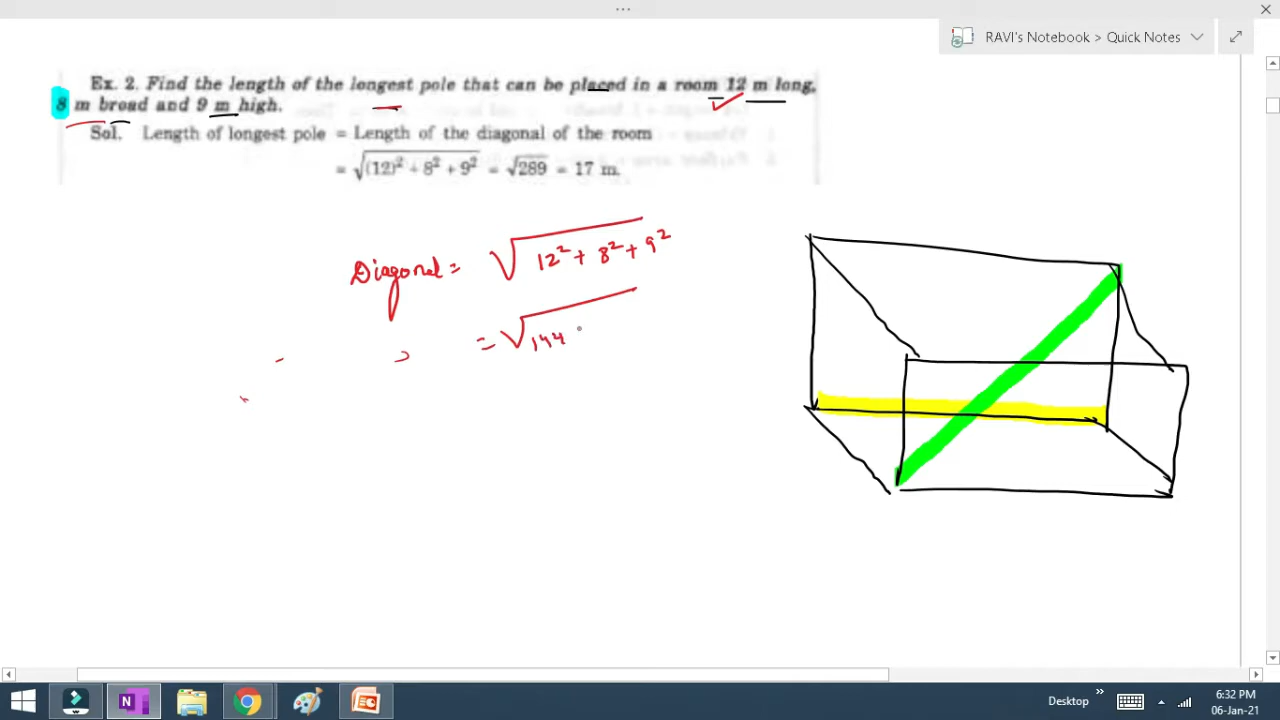 RAVI's Notebook > Quick Notes
Ex. 2. Find the length of the longest pole that can be placed in a room 12 m long,
8 m broad and 9 m high.
Sol. Length of longest pole = Length of the diagonal of the room
= √(12)² + 8² + 9² = √289 = 17 m.
Diagonal = √12² + 8² + 9²
= √144
N
Desktop
6:32 PM
06-Jan-21